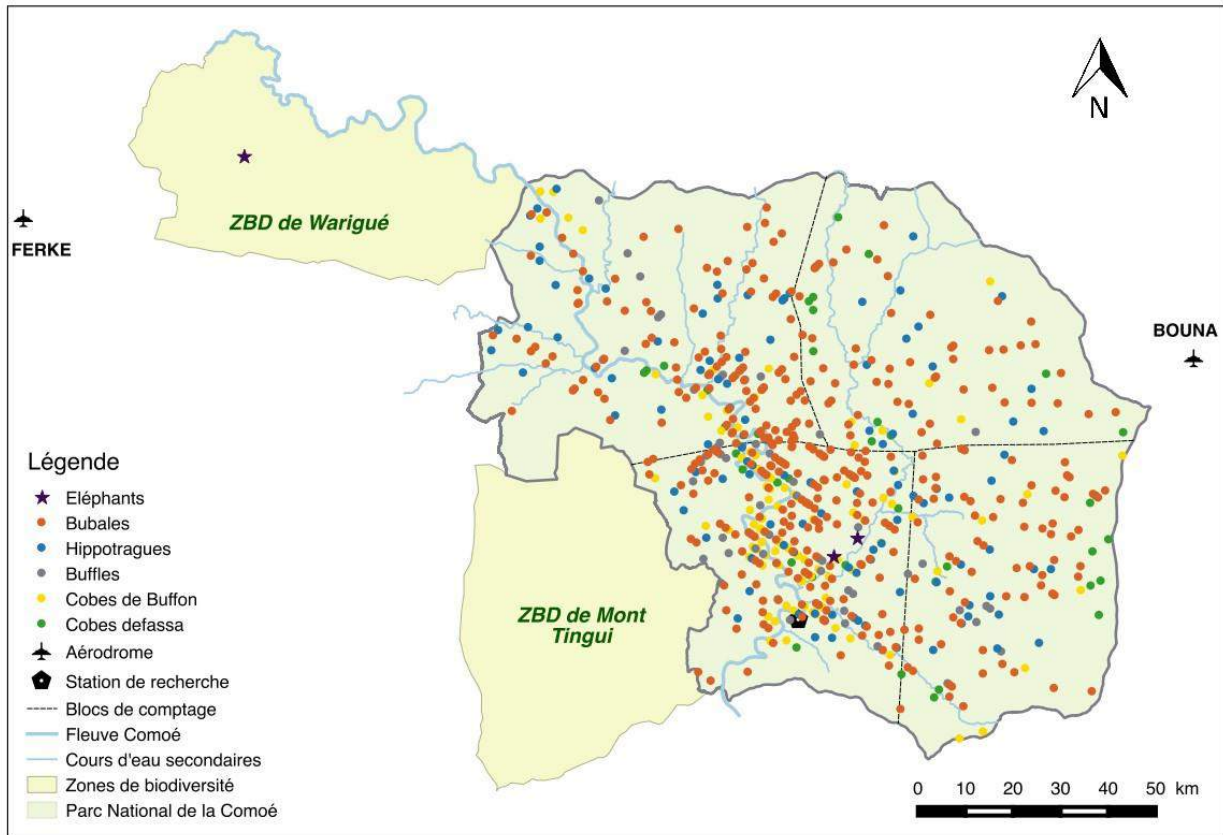 N
ZBD de Warigué
FERKE
BOUNA
ZBD de Mont
Tingui
Légende
Eléphants
Bubales
Hippotragues
Buffles
Cobes de Buffon
Cobes defassa
Aérodrome
Station de recherche
Blocs de comptage
Fleuve Comoé
Cours d'eau secondaires
Zones de biodiversité
Parc National de la Comoé
0 10 20 30 40 50 km